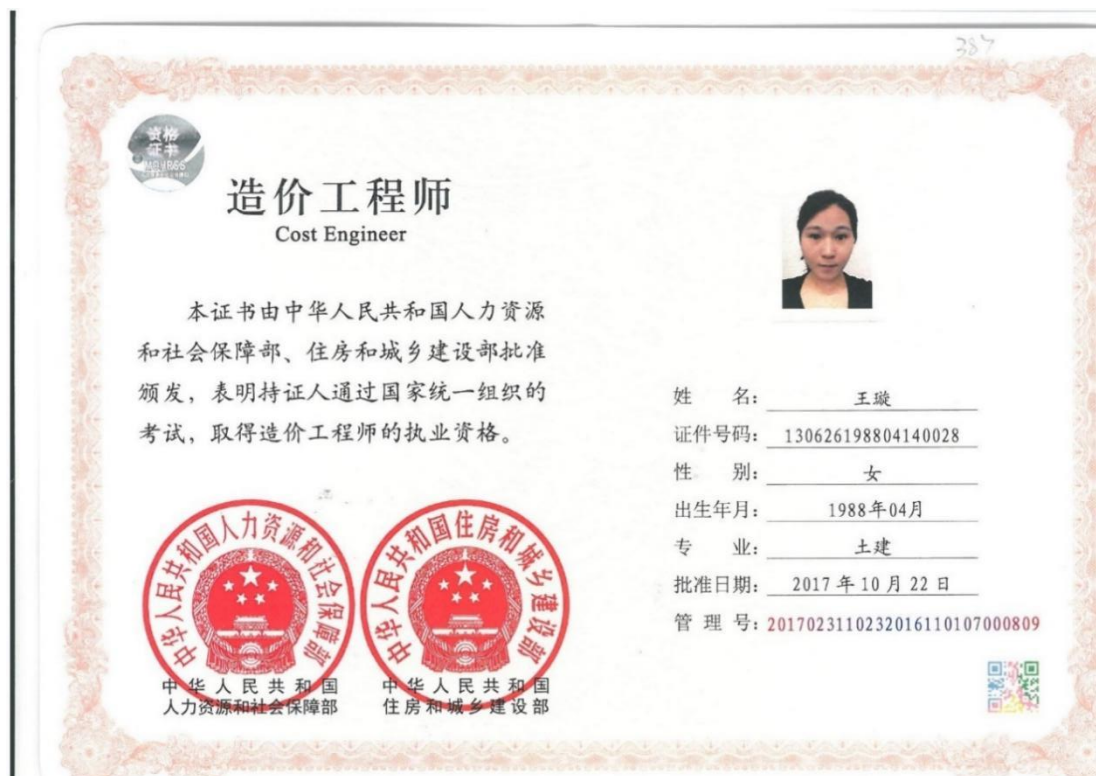 387
资格
证书
造价工程师
Cost Engineer
本证书由中华人民共和国人力资源
和社会保障部、住房和城乡建设部批准
颁发，表明持证人通过国家统一组织的
考试，取得造价工程师的执业资格。
中华人民共和国人力资源和社会保障部
中华人民共和国住房和城乡建设部
中华人民共和国
人力资源和社会保障部
中华人民共和国
住房和城乡建设部
姓 名： 王璇
证件号码： 130626198804140028
性 别： 女
出生年月： 1988年04月
专 业： 土建
批准日期： 2017年10月22日
管 理 号： 2017023110232016110107000809